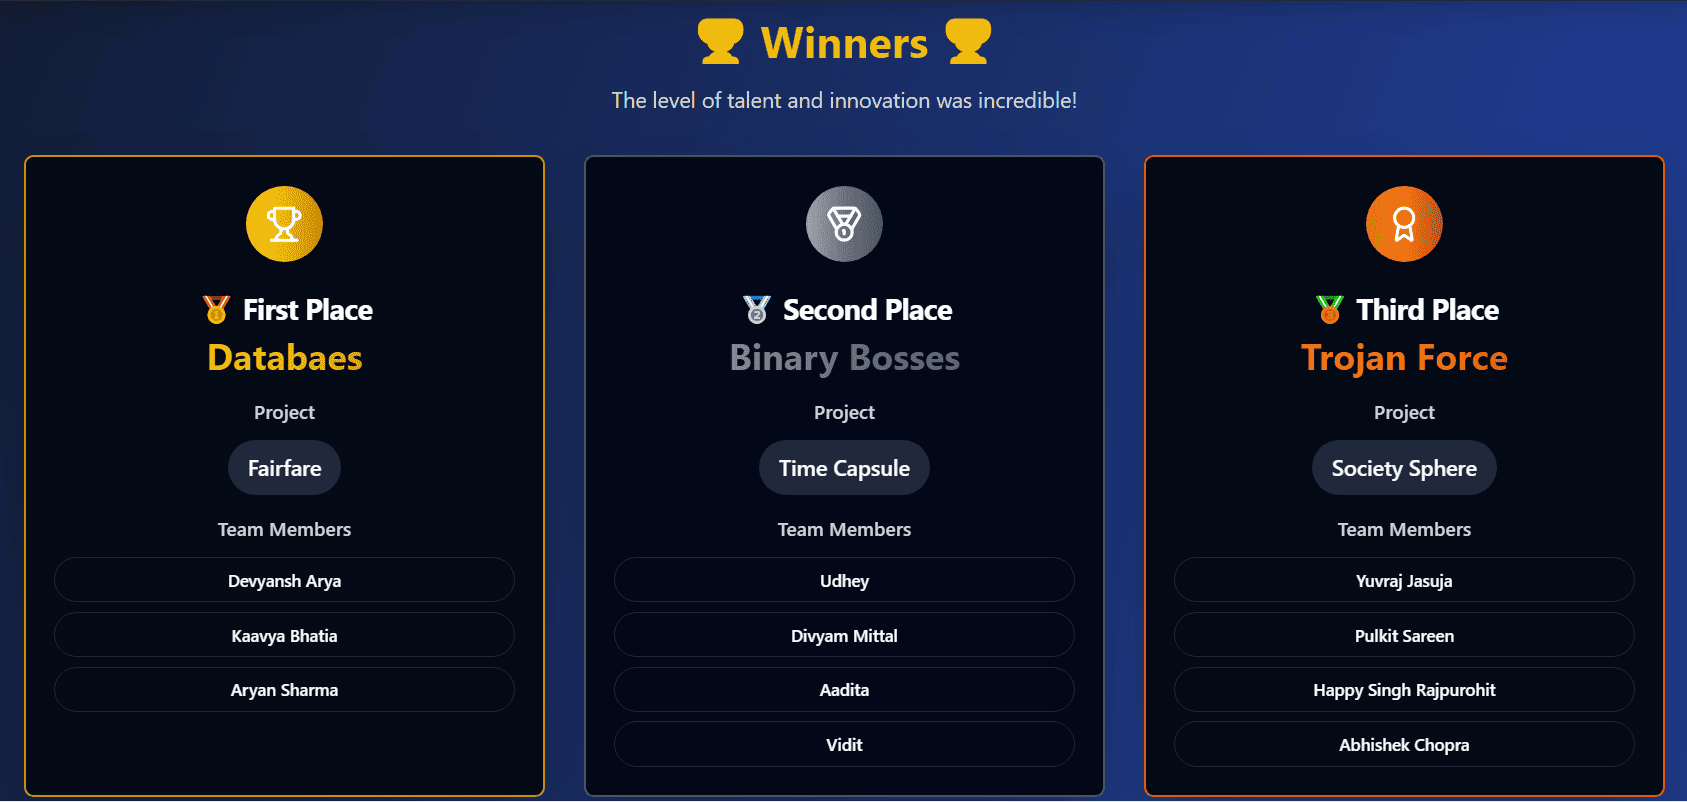 Winners
The level of talent and innovation was incredible!
First Place
Databaes
Project
Fairfare
Team Members
Devyansh Arya
Kaavya Bhatia
Aryan Sharma
Second Place
Binary Bosses
Project
Time Capsule
Team Members
Udhey
Divyam Mittal
Aadita
Vidit
Third Place
Trojan Force
Project
Society Sphere
Team Members
Yuvraj Jasuja
Pulkit Sareen
Happy Singh Rajpurohit
Abhishek Chopra